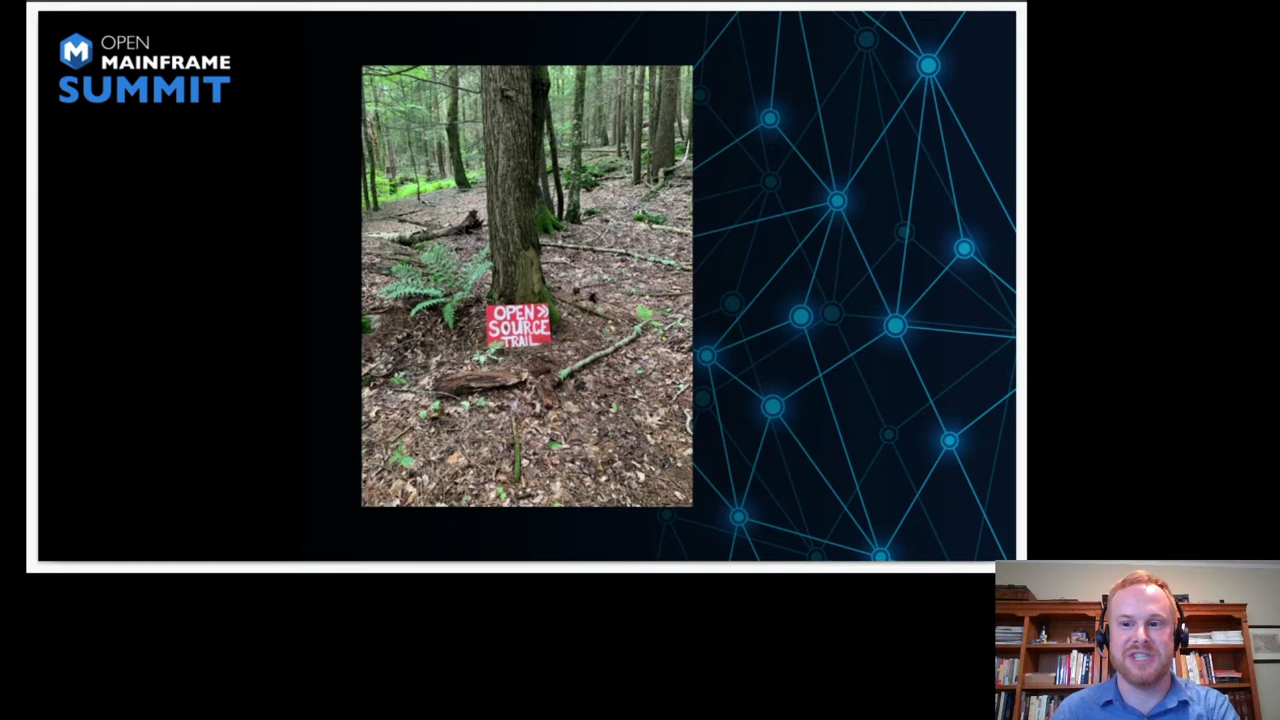 OPEN
MAINFRAME
SUMMIT
OPEN »
SOURCE
TRAIL